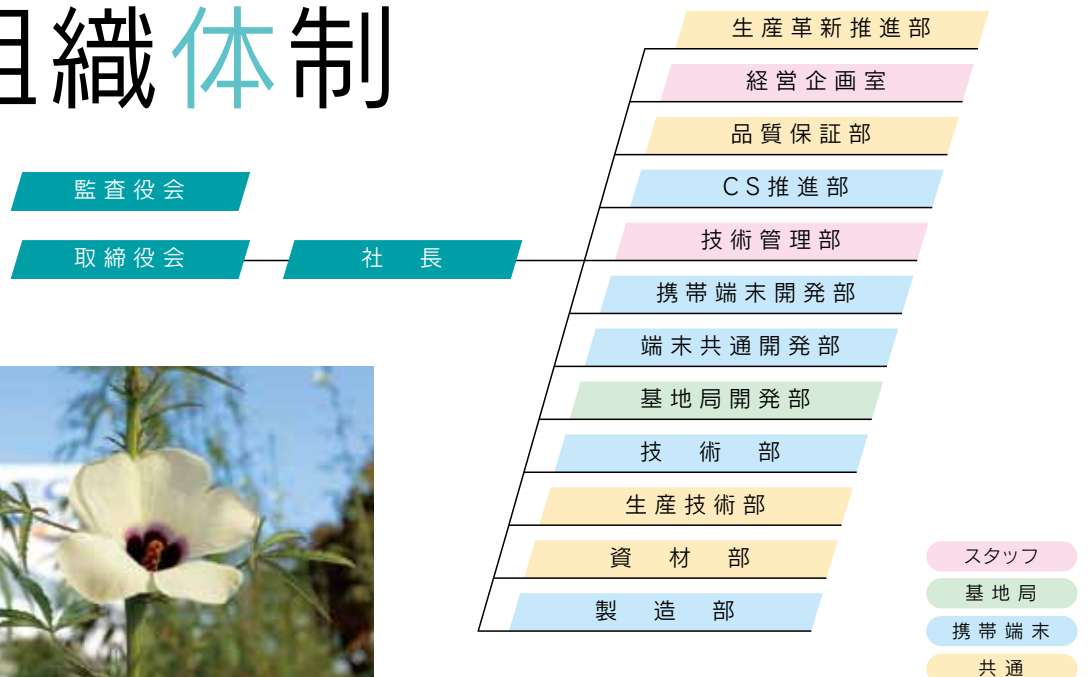 組織体制
監査役会
取締役会
社長
生産革新推進部
経営企画室
品質保証部
CS推進部
技術管理部
携帯端末開発部
端末共通開発部
基地局開発部
技術部
生産技術部
資材部
製造部
スタッフ
基地局
携帯端末
共通